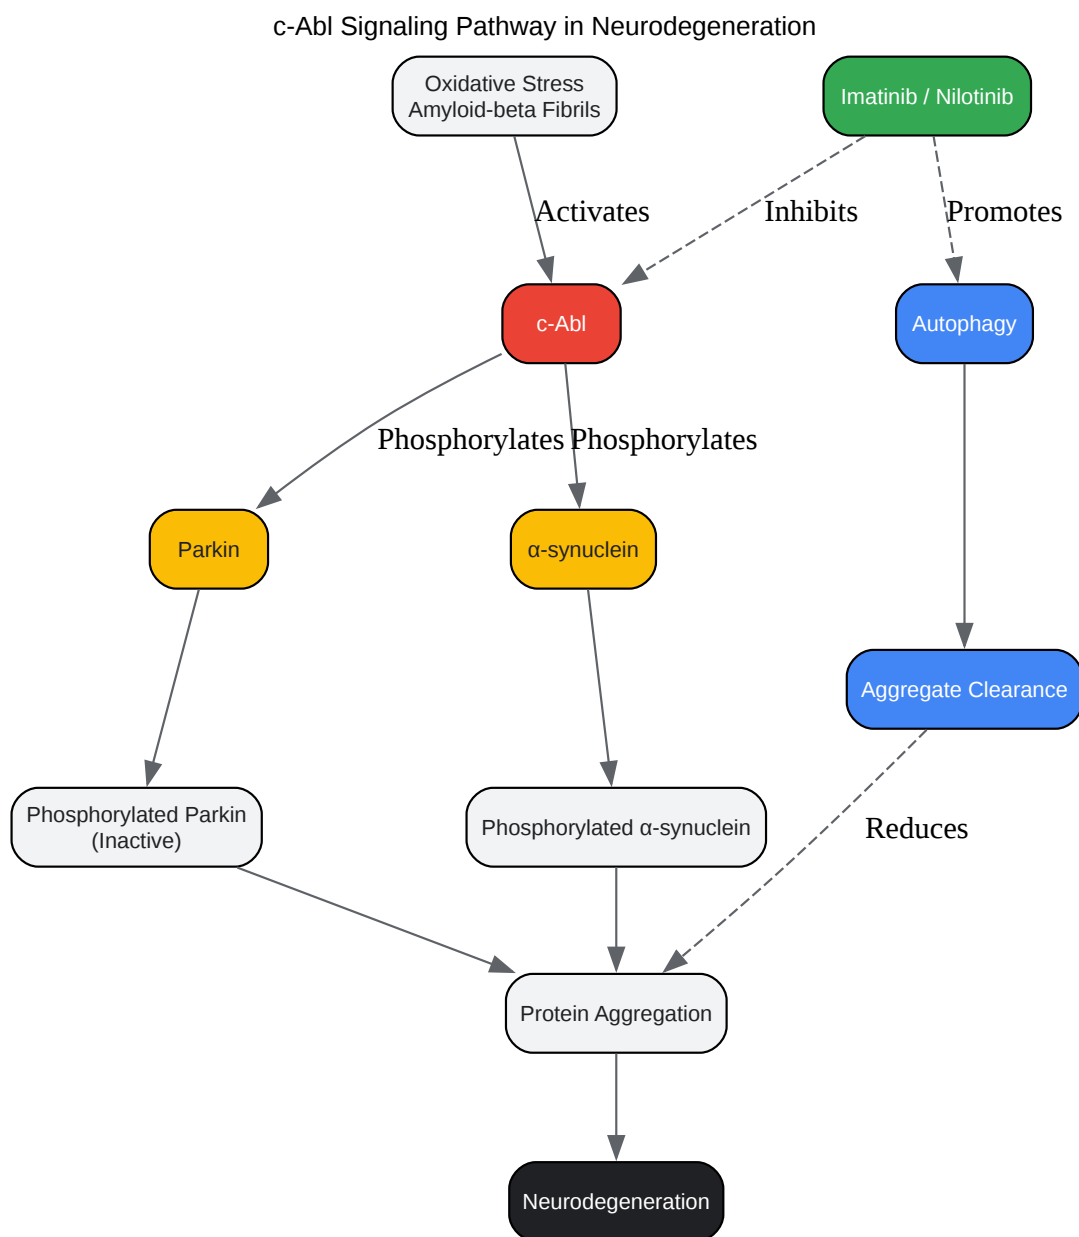 c-Abl Signaling Pathway in Neurodegeneration
Oxidative Stress
Amyloid-beta Fibrils
Imatinib / Nilotinib
Activates
Inhibits
Promotes
c-Abl
Autophagy
Phosphorylates
Phosphorylates
Parkin
α-synuclein
Aggregate Clearance
Phosphorylated Parkin
(Inactive)
Phosphorylated α-synuclein
Reduces
Protein Aggregation
Neurodegeneration